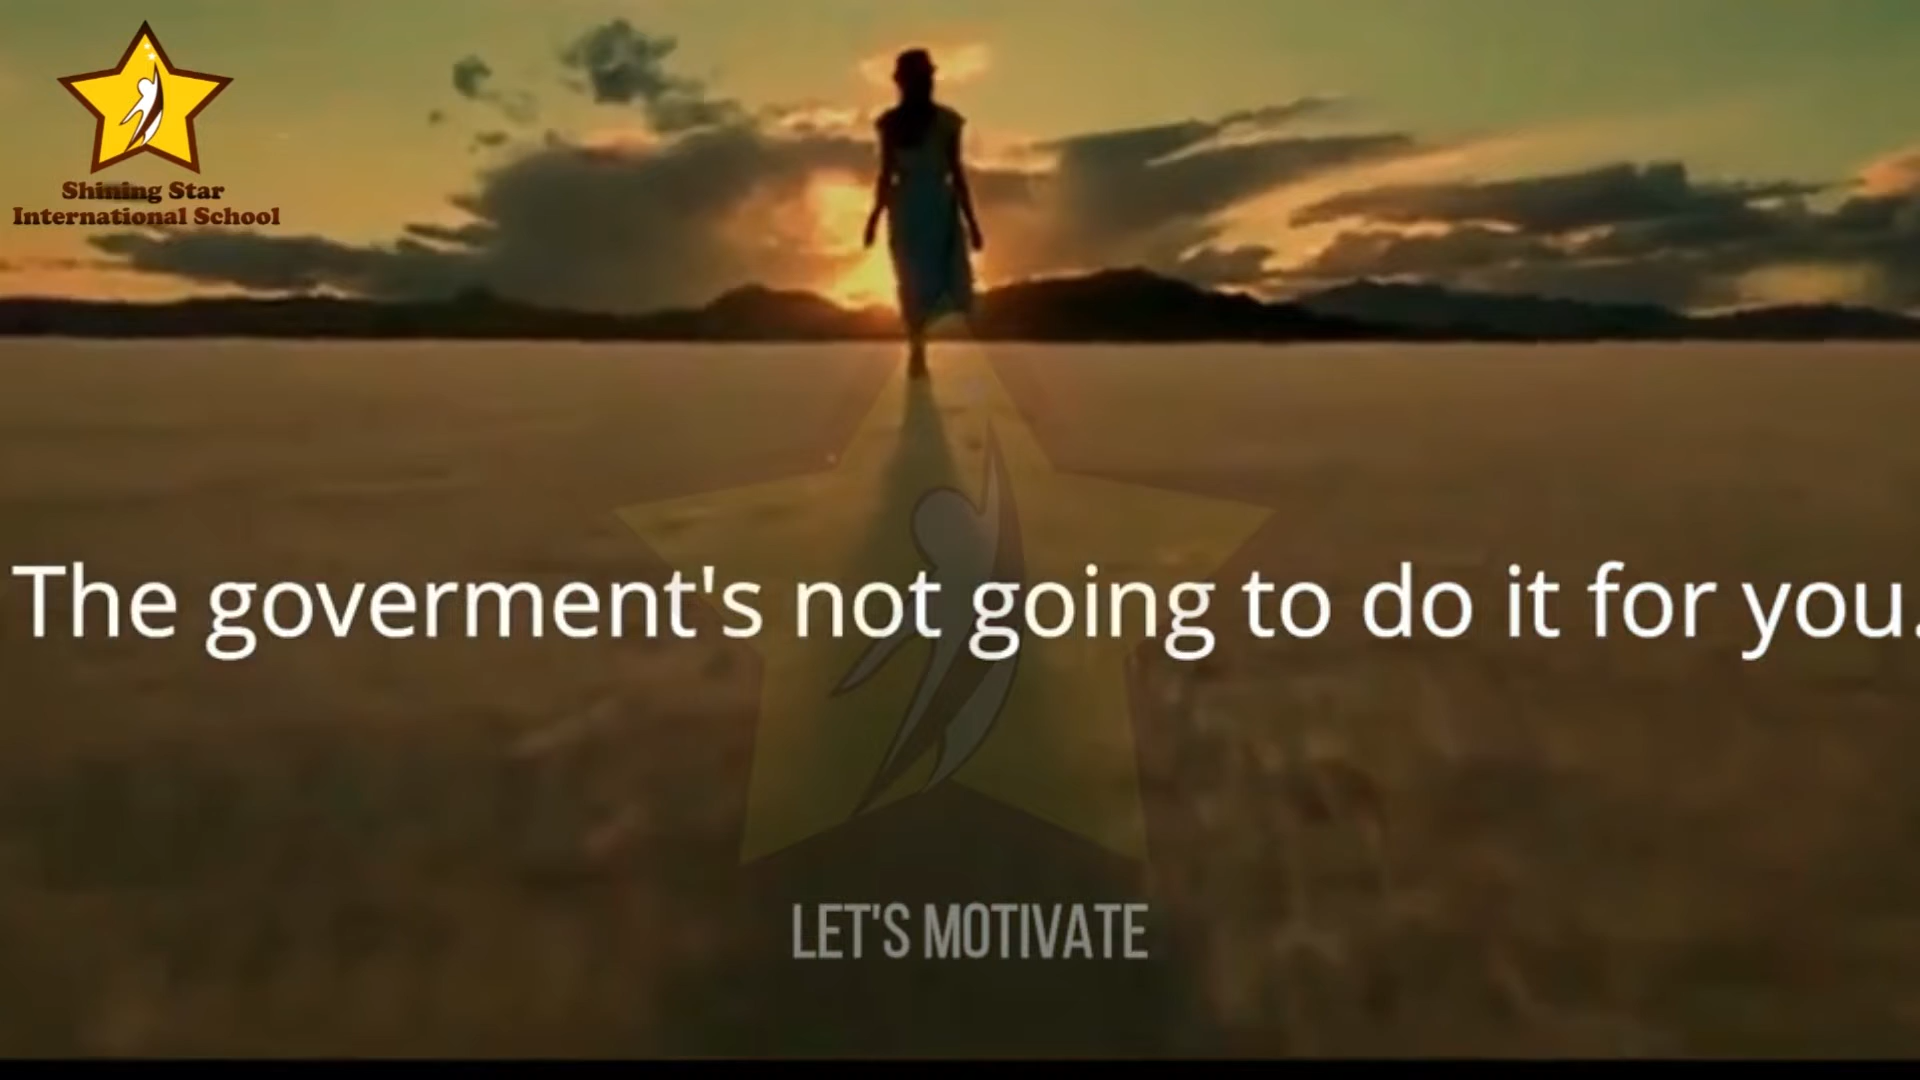 Shining Star
International School
The goverment's not going to do it for you.
LET'S MOTIVATE